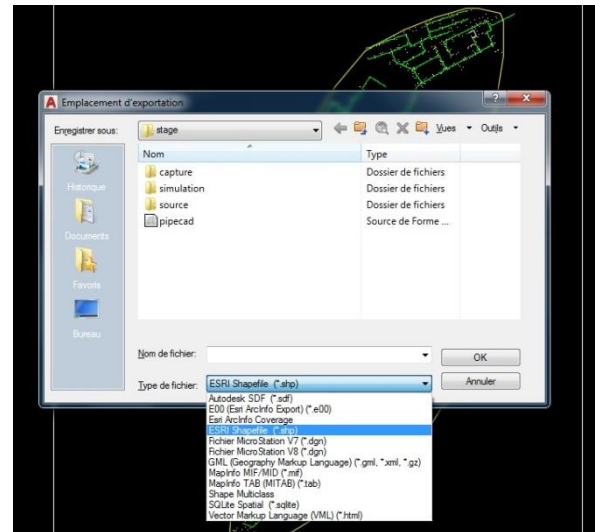 Emplacement d'exportation
Enregistrer sous:
stage
Vues
Outils
Nom
Type
capture
Dossier de fichiers
simulation
Dossier de fichiers
source
Dossier de fichiers
pipecad
Source de Forme ...
Historique
Documents
Favoris
Bureau
Nom de fichier:
OK
Type de fichier:
ESRI Shapefile (*.shp)
Annuler
Autodesk SDF (*.sdf)
E00 (Esri ArcInfo Export) (*.e00)
Esri ArcInfo Coverage
ESRI Shapefile (*.shp)
Fichier MicroStation V7 (*.dgn)
Fichier MicroStation V8 (*.dgn)
GML (Geography Markup Language) (*.gml, *.xml, *.gz)
MapInfo MIF/MID (*.mif)
MapInfo TAB (MITAB) (*.tab)
Shape Multiclass
SQLite Spatial (*.sqlite)
Vector Markup Language (VML) (*.html)